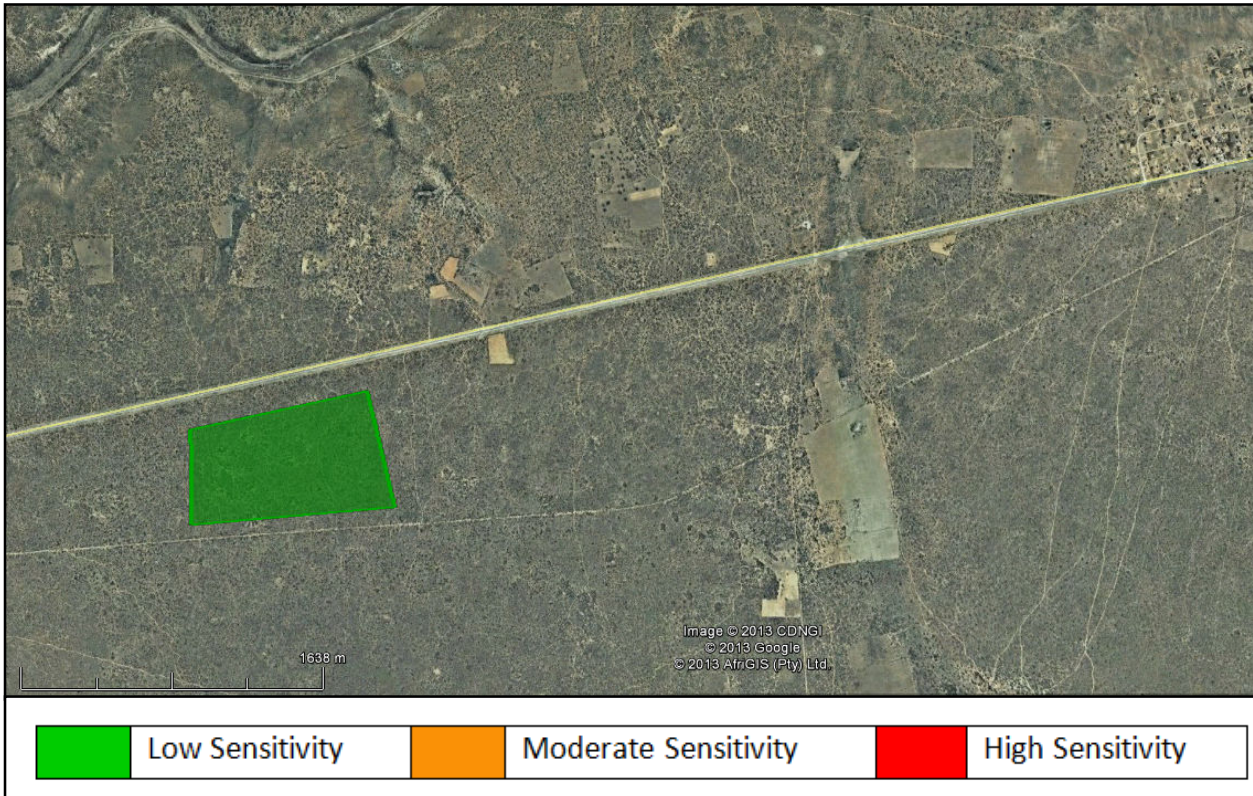 1638 m
Image © 2013 CDNGI
© 2013 Google
© 2013 AfriGIS (Pty) Ltd.
Low Sensitivity
Moderate Sensitivity
High Sensitivity